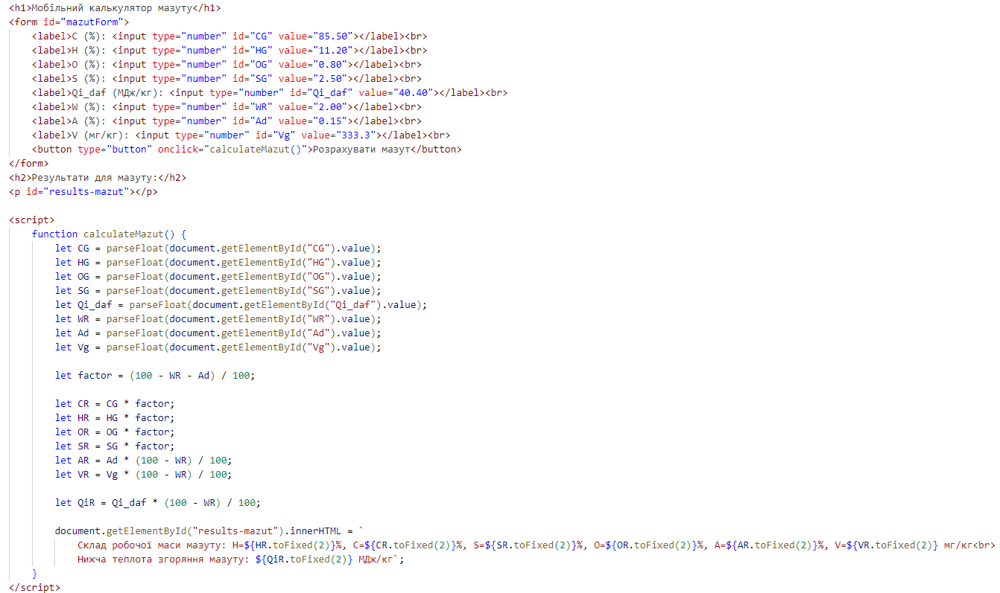 <h1>Мобільний калькулятор мазуту</h1>
<form id="mazutForm">
    <label>C (%): <input type="number" id="CG" value="85.50"></label><br>
    <label>H (%): <input type="number" id="HG" value="11.20"></label><br>
    <label>O (%): <input type="number" id="OG" value="0.80"></label><br>
    <label>S (%): <input type="number" id="SG" value="2.50"></label><br>
    <label>Qi_daf (МДж/кг): <input type="number" id="Qi_daf" value="40.40"></label><br>
    <label>W (%): <input type="number" id="WR" value="2.00"></label><br>
    <label>A (%): <input type="number" id="Ad" value="0.15"></label><br>
    <label>V (мг/кг): <input type="number" id="Vg" value="333.3"></label><br>
    <button type="button" onclick="calculateMazut()">Розрахувати мазут</button>
</form>
<h2>Результати для мазуту:</h2>
<p id="results-mazut"></p>

<script>
    function calculateMazut() {
        let CG = parseFloat(document.getElementById("CG").value);
        let HG = parseFloat(document.getElementById("HG").value);
        let OG = parseFloat(document.getElementById("OG").value);
        let SG = parseFloat(document.getElementById("SG").value);
        let Qi_daf = parseFloat(document.getElementById("Qi_daf").value);
        let WR = parseFloat(document.getElementById("WR").value);
        let Ad = parseFloat(document.getElementById("Ad").value);
        let Vg = parseFloat(document.getElementById("Vg").value);

        let factor = (100 - WR - Ad) / 100;

        let CR = CG * factor;
        let HR = HG * factor;
        let OR = OG * factor;
        let SR = SG * factor;
        let AR = Ad * (100 - WR) / 100;
        let VR = Vg * (100 - WR) / 100;

        let QiR = Qi_daf * (100 - WR) / 100;

        document.getElementById("results-mazut").innerHTML = `
            Склад робочої маси мазуту: H=${HR.toFixed(2)}%, C=${CR.toFixed(2)}%, S=${SR.toFixed(2)}%, O=${OR.toFixed(2)}%, A=${AR.toFixed(2)}%, V=${VR.toFixed(2)} мг/кг<br>
            Нижча теплота згоряння мазуту: ${QiR.toFixed(2)} МДж/кг`;
    }
</script>